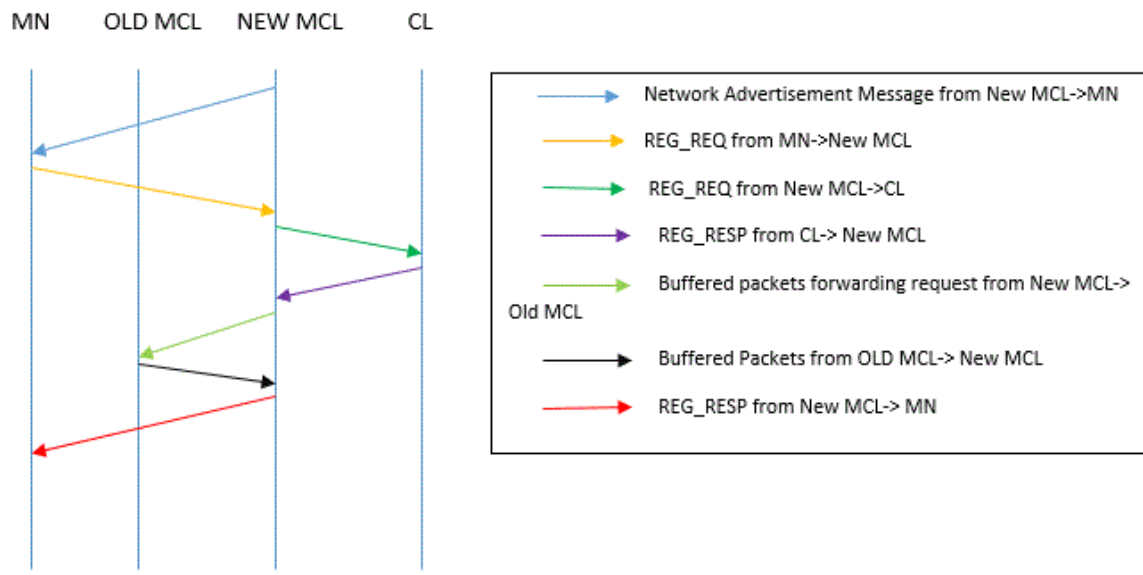 MN OLD MCL NEW MCL CL
Network Advertisement Message from New MCL->MN
REG_REQ from MN->New MCL
REG_REQ from New MCL->CL
REG_RESP from CL-> New MCL
Buffered packets forwarding request from New MCL->
Old MCL
Buffered Packets from OLD MCL-> New MCL
REG_RESP from New MCL-> MN